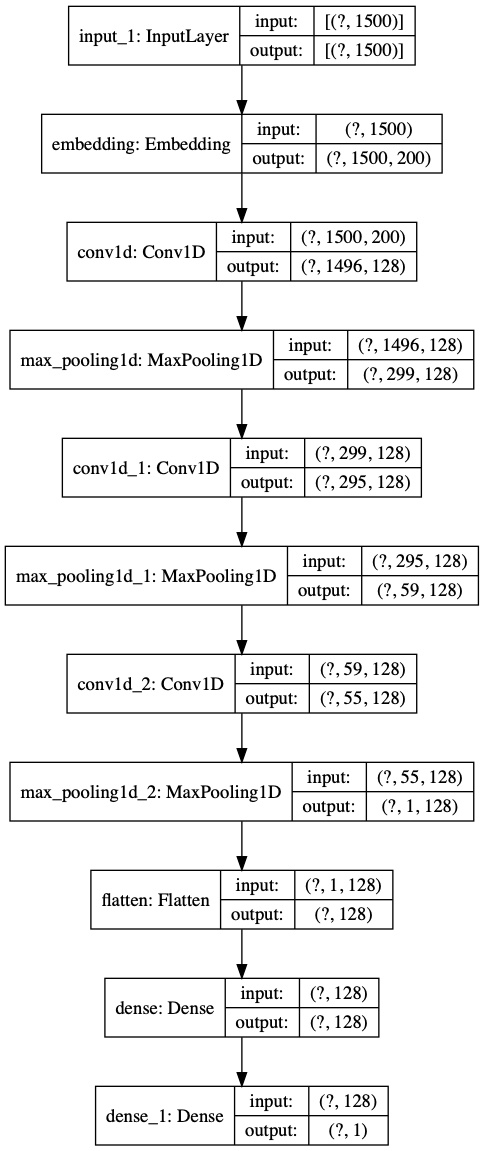 input_1: InputLayer
input: [(?, 1500)]
output: [(?, 1500)]
embedding: Embedding
input: (?, 1500)
output: (?, 1500, 200)
conv1d: Conv1D
input: (?, 1500, 200)
output: (?, 1496, 128)
max_pooling1d: MaxPooling1D
input: (?, 1496, 128)
output: (?, 299, 128)
conv1d_1: Conv1D
input: (?, 299, 128)
output: (?, 295, 128)
max_pooling1d_1: MaxPooling1D
input: (?, 295, 128)
output: (?, 59, 128)
conv1d_2: Conv1D
input: (?, 59, 128)
output: (?, 55, 128)
max_pooling1d_2: MaxPooling1D
input: (?, 55, 128)
output: (?, 1, 128)
flatten: Flatten
input: (?, 1, 128)
output: (?, 128)
dense: Dense
input: (?, 128)
output: (?, 128)
dense_1: Dense
input: (?, 128)
output: (?, 1)